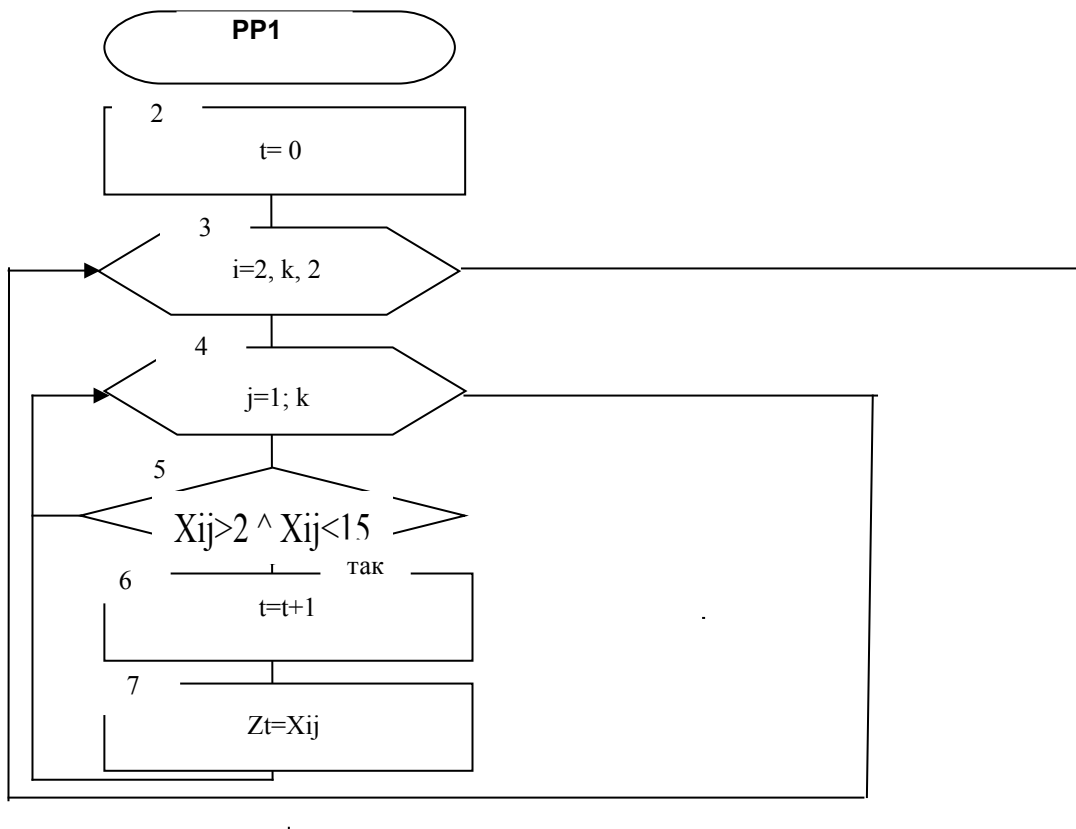 PP1
2
t= 0
3
i=2, k, 2
4
j=1; k
5
Xij>2 ^ Xij<15
так
6
t=t+1
7
Zt=Xij